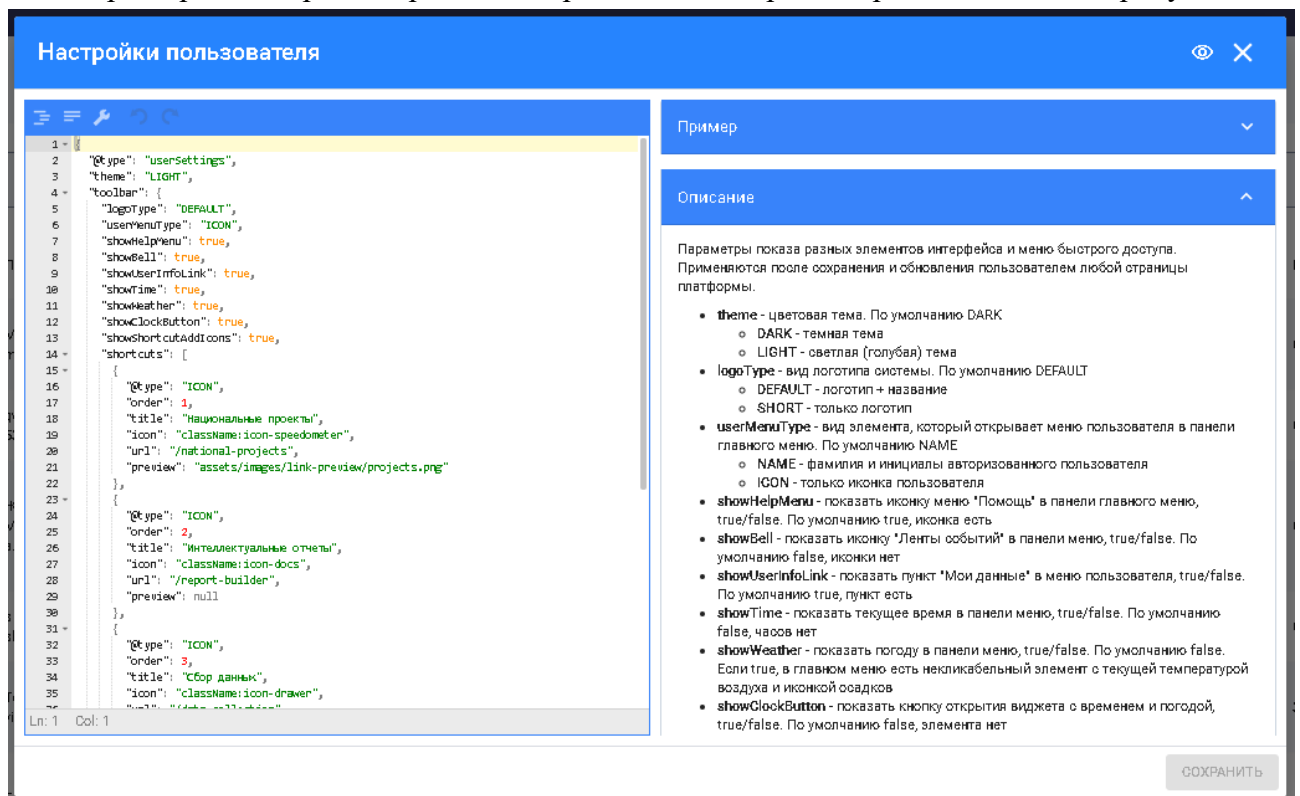 Настройки пользователя
1 {
2 "@type": "userSettings",
3 "theme": "LIGHT",
4 "toolbar": {
5 "logoType": "DEFAULT",
6 "userMenuType": "ICON",
7 "showHelpMenu": true,
8 "showBell": true,
9 "showUserInfoLink": true,
10 "showTime": true,
11 "showWeather": true,
12 "showClockButton": true,
13 "showShortcutAddIcons": true,
14 "shortcuts": [
15 {
16 "@type": "ICON",
17 "order": 1,
18 "title": "Национальные проекты",
19 "icon": "className:icon-speedometer",
20 "url": "/national-projects",
21 "preview": "assets/images/link-preview/projects.png"
22 },
23 {
24 "@type": "ICON",
25 "order": 2,
26 "title": "Интеллектуальные отчеты",
27 "icon": "className:icon-docs",
28 "url": "/report-builder",
29 "preview": null
30 },
31 {
32 "@type": "ICON",
33 "order": 3,
34 "title": "Сбор данных",
35 "icon": "className:icon-drawer",
Ln: 1 Col: 1
Пример
Описание
Параметры показа разных элементов интерфейса и меню быстрого доступа.
Применяются после сохранения и обновления пользователем любой страницы
платформы.
• theme - цветовая тема. По умолчанию DARK
○ DARK - темная тема
○ LIGHT - светлая (голубая) тема
• logoType - вид логотипа системы. По умолчанию DEFAULT
○ DEFAULT - логотип + название
○ SHORT - только логотип
• userMenuType - вид элемента, который открывает меню пользователя в панели
главного меню. По умолчанию NAME
○ NAME - фамилия и инициалы авторизованного пользователя
○ ICON - только иконка пользователя
• showHelpMenu - показать иконку меню "Помощь" в панели главного меню,
true/false. По умолчанию true, иконка есть
• showBell - показать иконку "Ленты событий" в панели меню, true/false. По
умолчанию false, иконки нет
• showUserInfoLink - показать пункт "Мои данные" в меню пользователя, true/false.
По умолчанию true, пункт есть
• showTime - показать текущее время в панели меню, true/false. По умолчанию
false, часов нет
• showWeather - показать погоду в панели меню, true/false. По умолчанию false.
Если true, в главном меню есть некликабельный элемент с текущей температурой
воздуха и иконкой осадков
• showClockButton - показать кнопку открытия виджета с временем и погодой,
true/false. По умолчанию false, элемента нет
СОХРАНИТЬ